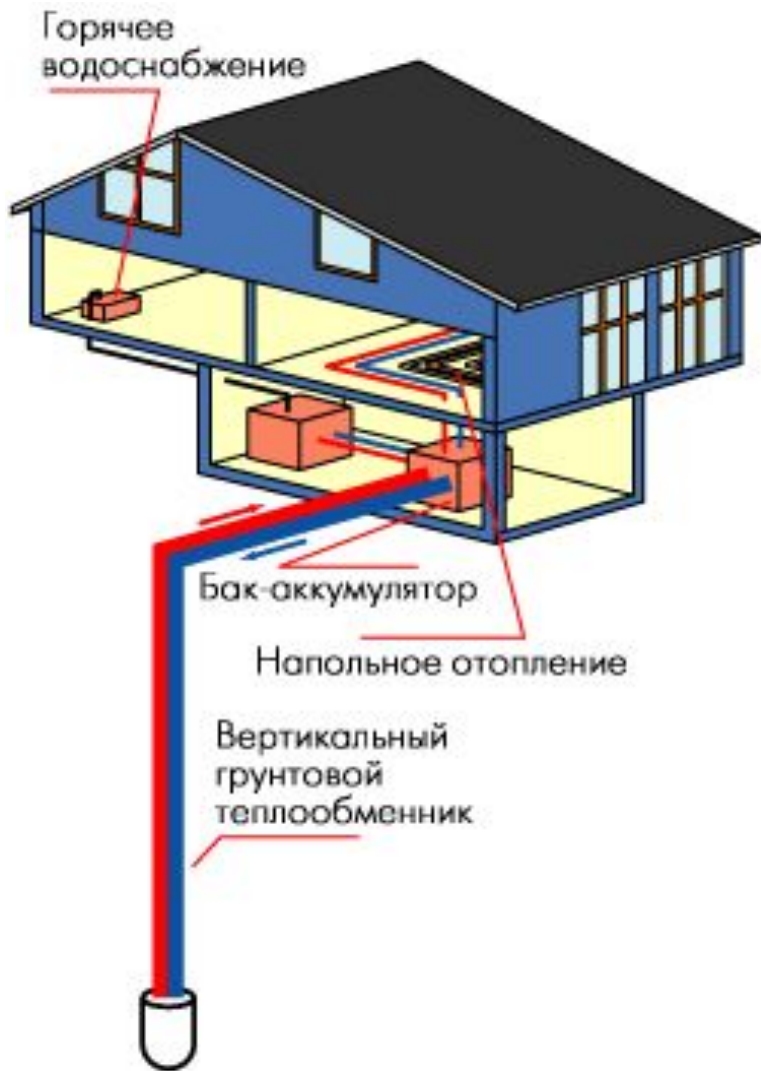 Горячее
водоснабжение
Бак-аккумулятор
Напольное отопление
Вертикальный
грунтовой
теплообменник